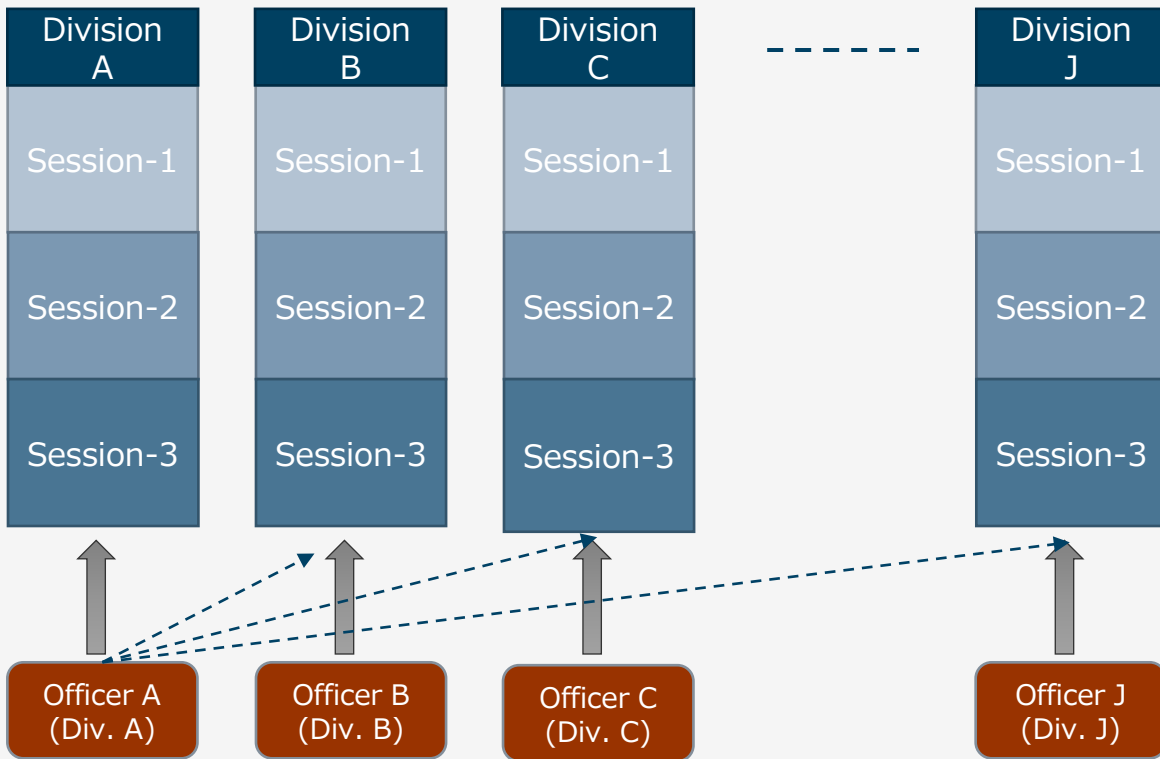 Division
A
Division
B
Division
C
Division
J
Session-1
Session-1
Session-1
Session-1
Session-2
Session-2
Session-2
Session-2
Session-3
Session-3
Session-3
Session-3
Officer A
(Div. A)
Officer B
(Div. B)
Officer C
(Div. C)
Officer J
(Div. J)